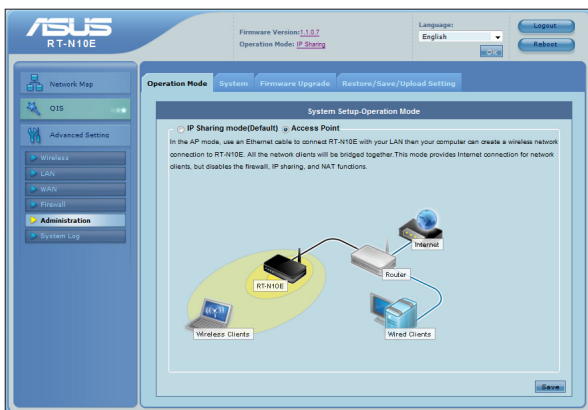 ASUS
RT-N10E
Firmware Version:1.1.0.7
Operation Mode: IP Sharing
Language:
English
OK
Logout
Reboot
Network Map
QIS
Advanced Setting
Wireless
LAN
WAN
Firewall
Administration
System Log
Operation Mode System Firmware Upgrade Restore/Save/Upload Setting
System Setup-Operation Mode
IP Sharing mode(Default) Access Point
In the AP mode, use an Ethernet cable to connect RT-N10E with your LAN then your computer can create a wireless network
connection to RT-N10E. All the network clients will be bridged together.This mode provides Internet connection for network
clients, but disables the firewall, IP sharing, and NAT functions.
Internet
Router
RT-N10E
Wireless Clients
Wired Clients
Save